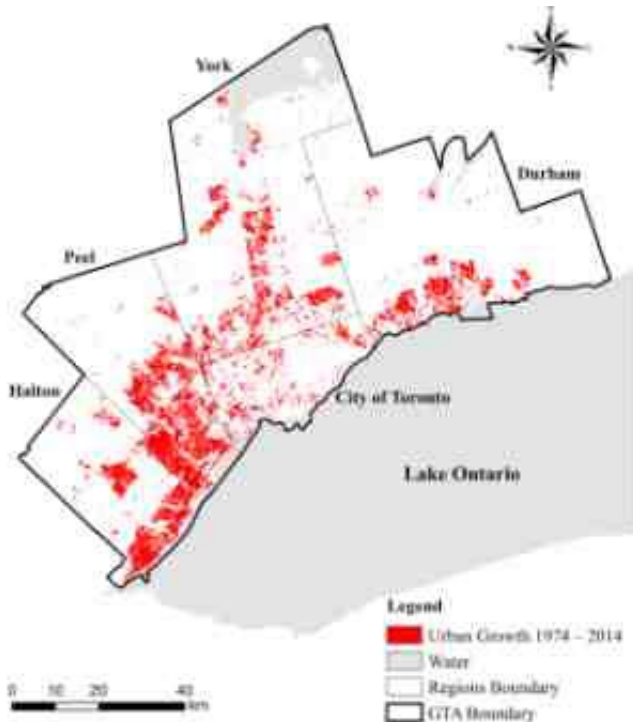 York
Durham
Peel
Halton
City of Toronto
Lake Ontario
Legend
Urban Growth 1974 – 2014
Water
Regions Boundary
GTA Boundary
0 10 20 40
km